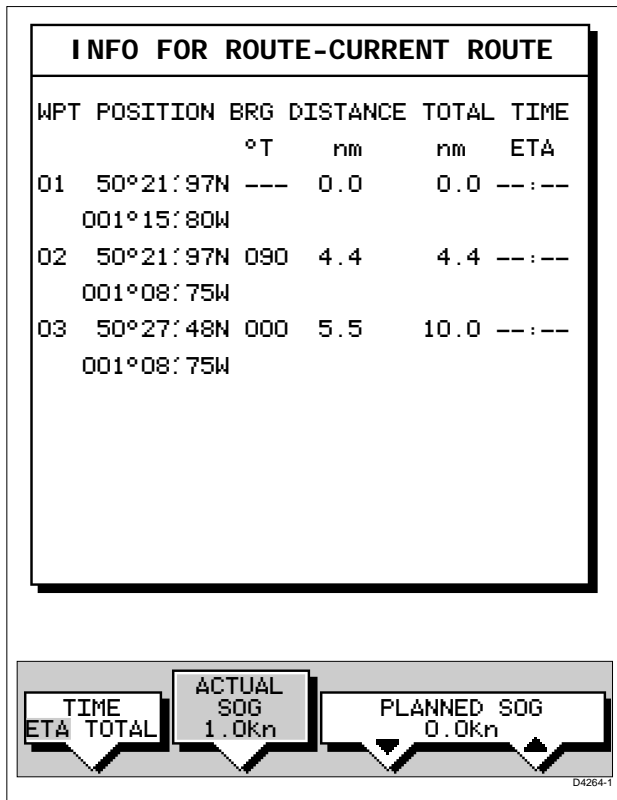 INFO FOR ROUTE-CURRENT ROUTE
WPT POSITION BRG DISTANCE TOTAL TIME
°T nm nm ETA
01 50°21.′97N --- 0.0 0.0 --:--
001°15.′80W
02 50°21.′97N 090 4.4 4.4 --:--
001°08.′75W
03 50°27.′48N 000 5.5 10.0 --:--
001°08.′75W
TIME
ETA TOTAL
ACTUAL
SOG
1.0Kn
PLANNED SOG
0.0Kn
D4264-1